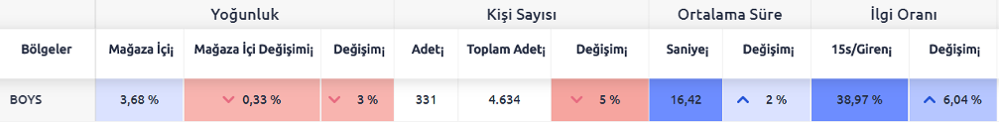 Yoğunluk Kişi Sayısı Ortalama Süre İlgi Oranı
Bölgeler Mağaza İçi¡ Mağaza İçi Değişimi¡ Değişim¡ Adet¡ Toplam Adet¡ Değişim¡ Saniye¡ Değişim¡ 15s/Giren¡ Değişim¡
BOYS 3,68 % 0,33 % 3 % 331 4.634 5 % 16,42 2 % 38,97 % 6,04 %